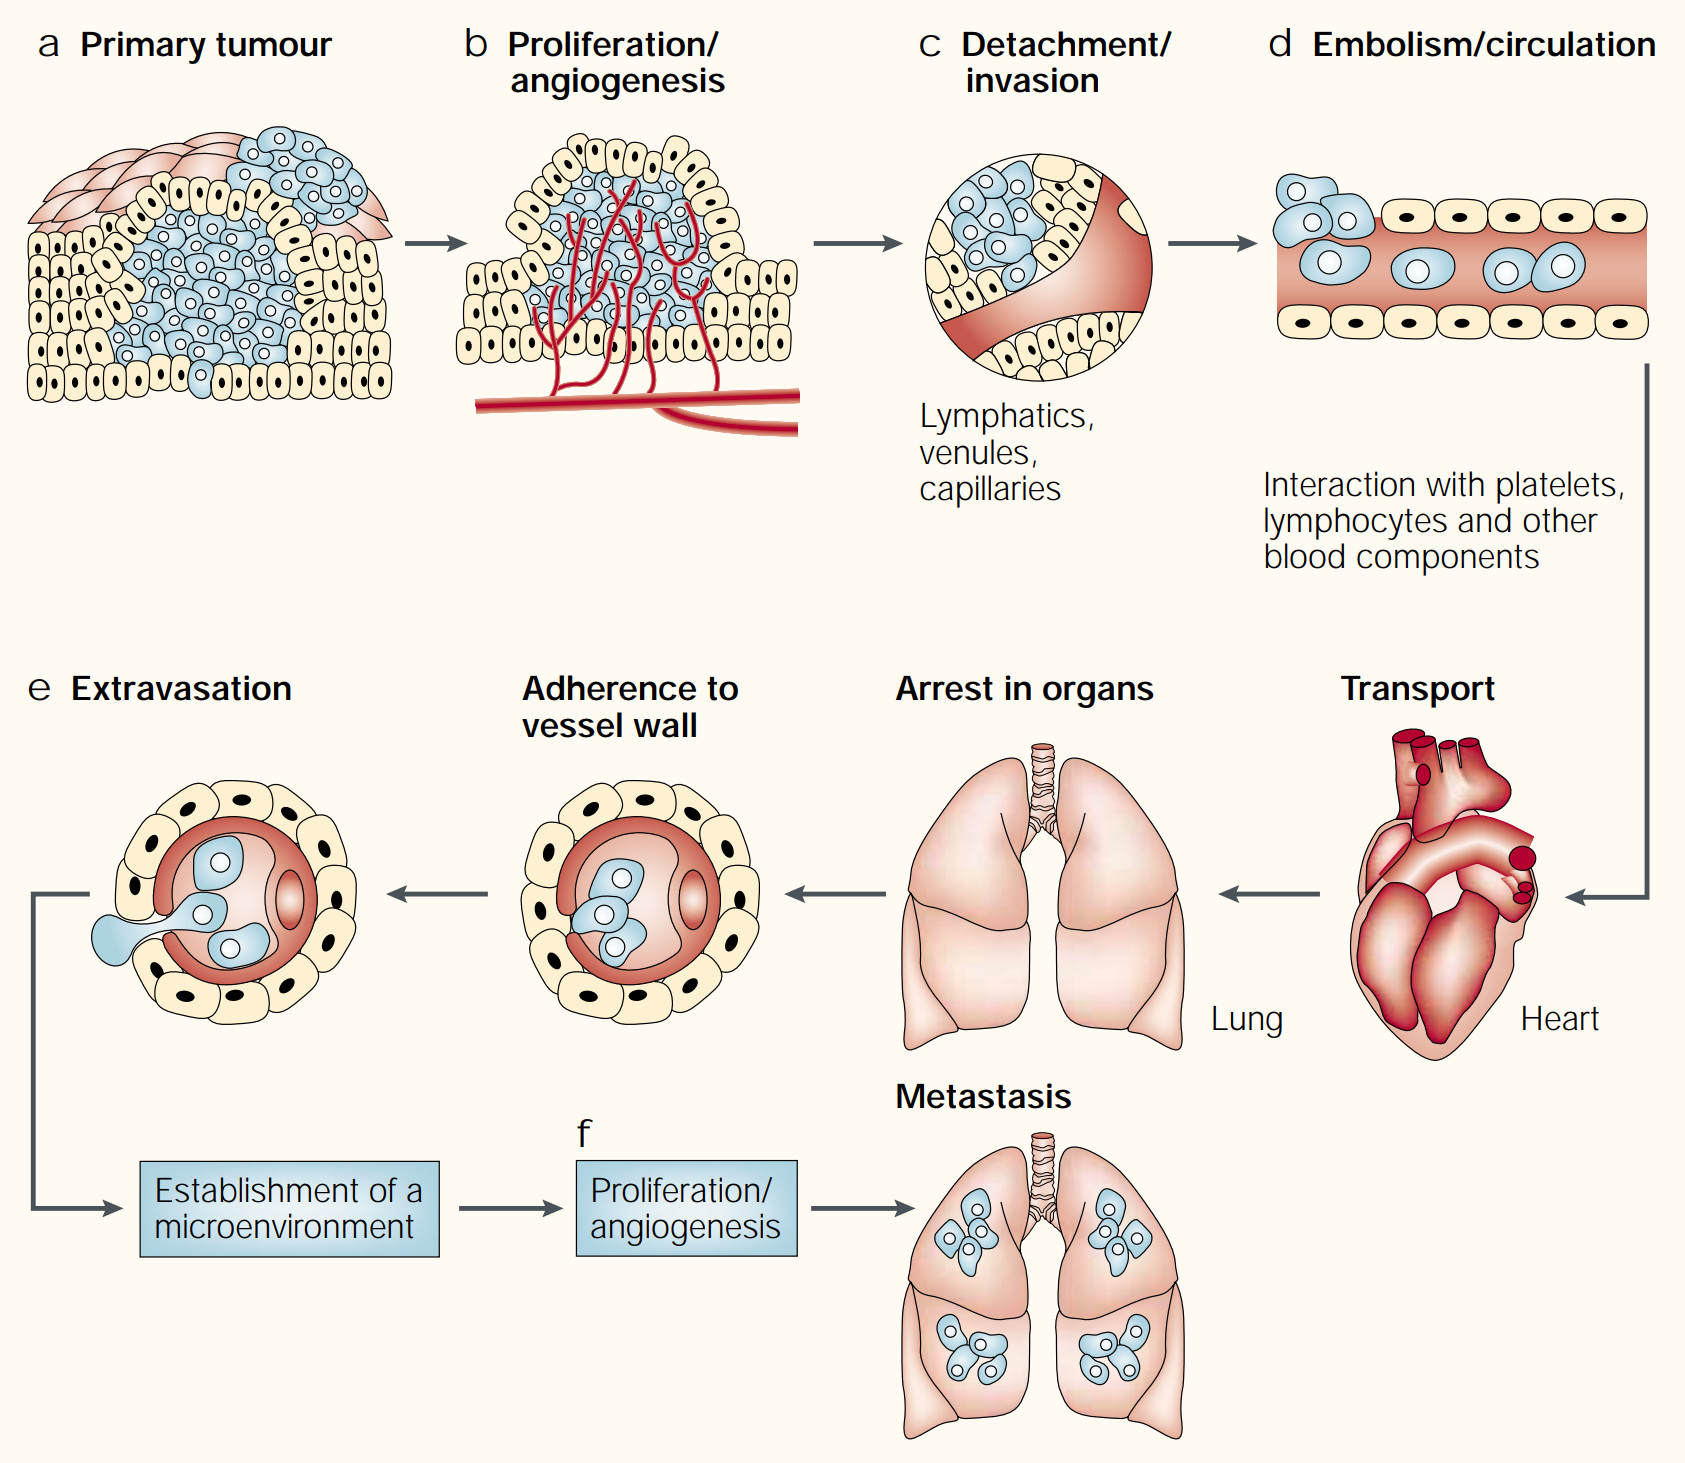 a Primary tumour
b Proliferation/
angiogenesis
c Detachment/
invasion
d Embolism/circulation
Lymphatics,
venules,
capillaries
Interaction with platelets,
lymphocytes and other
blood components
Transport
Heart
Arrest in organs
Lung
Adherence to
vessel wall
e Extravasation
Establishment of a
microenvironment
f
Proliferation/
angiogenesis
Metastasis